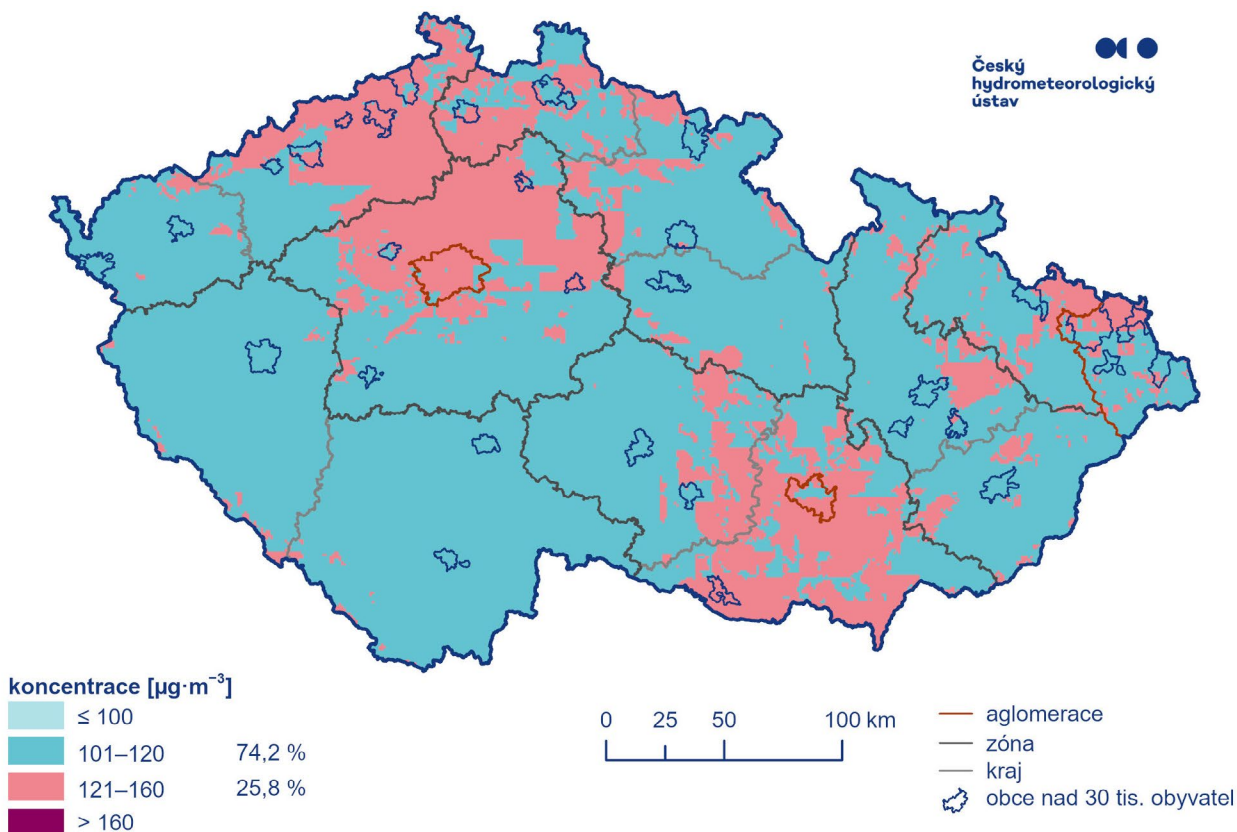 Český
hydrometeorologický
ústav
koncentrace [µg·m⁻³]
≤ 100
101–120 74,2 %
121–160 25,8 %
> 160
0 25 50 100 km
aglomerace
zóna
kraj
obce nad 30 tis. obyvatel